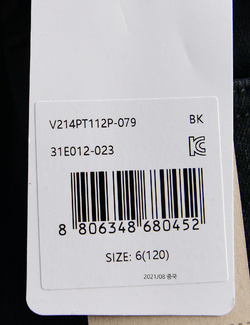 V214PT112P-079 BK
31E012-023
8 806348 680452
SIZE: 6(120)
2021/08 중국